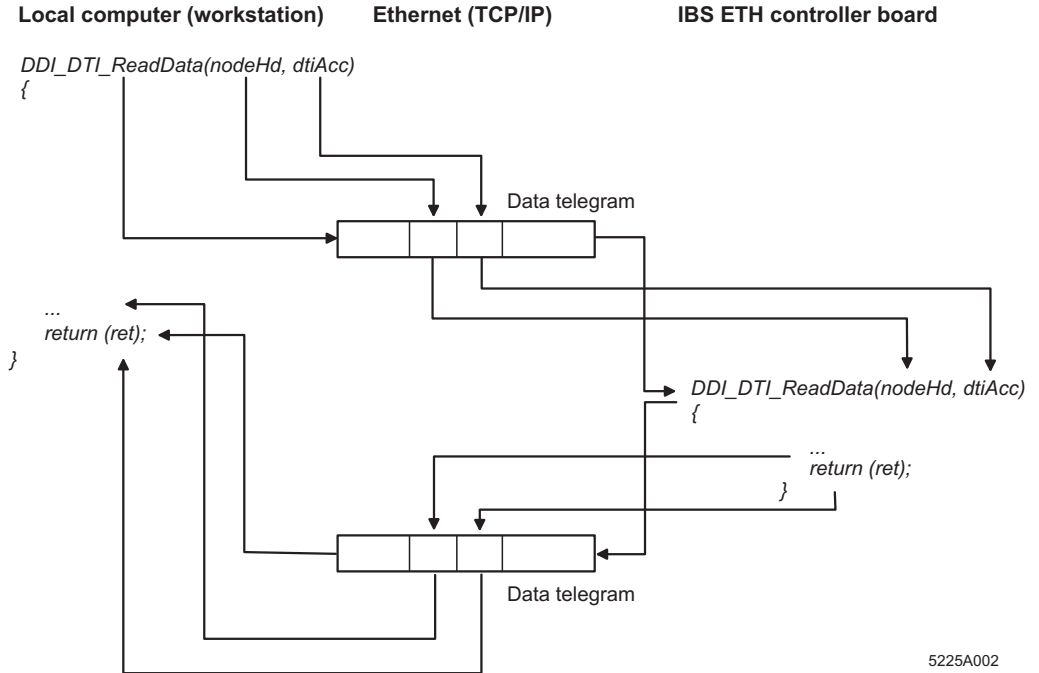 Local computer (workstation) Ethernet (TCP/IP) IBS ETH controller board
DDI_DTI_ReadData(nodeHd, dtiAcc)
{
Data telegram
...
return (ret);
}
DDI_DTI_ReadData(nodeHd, dtiAcc)
{
...
return (ret);
}
Data telegram
5225A002